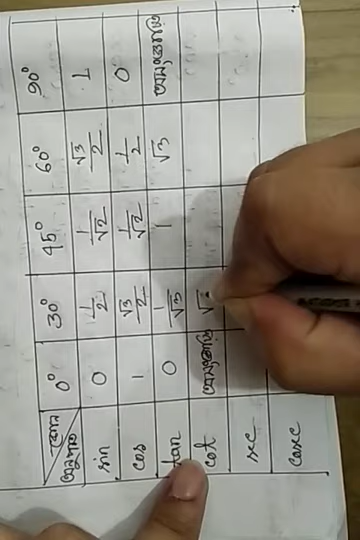 কোণ 0° 30° 45° 60° 90°
অনুপাত
sin 0 1/2 1/√2 √3/2 1
cos 1 √3/2 1/√2 1/2 0
tan 0 1/√3 1 √3 অসংজ্ঞায়িত
cot অসংজ্ঞায়িত
sec
cosec